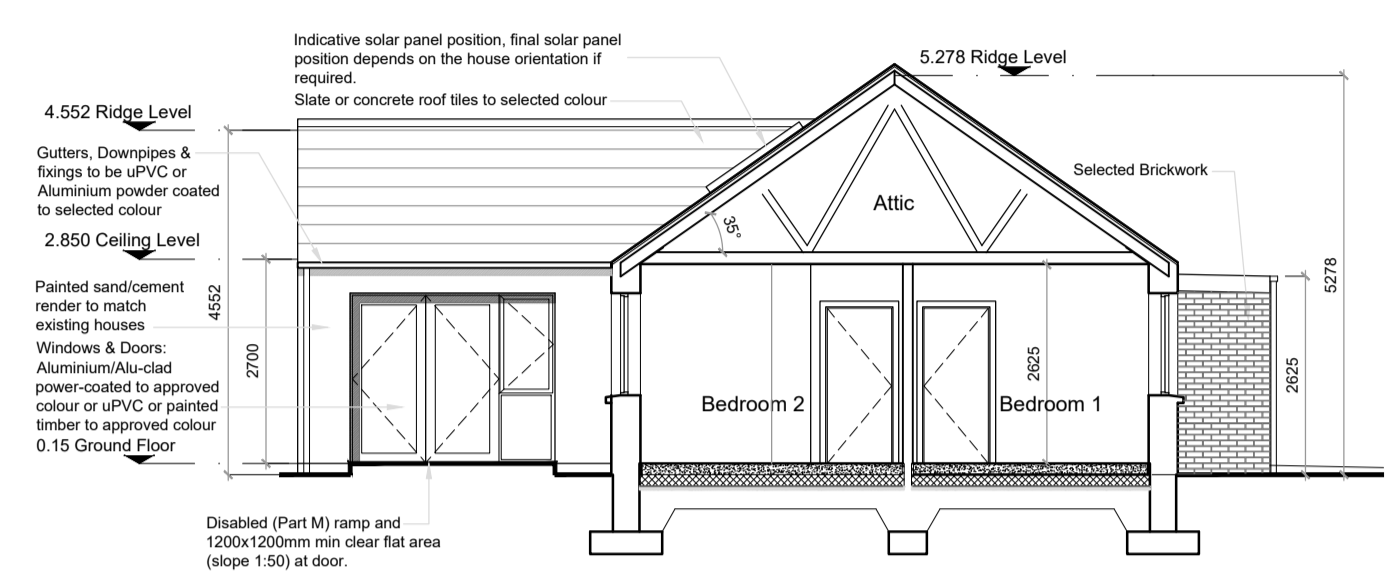 Indicative solar panel position, final solar panel
position depends on the house orientation if
required.
Slate or concrete roof tiles to selected colour
5.278 Ridge Level
4.552 Ridge Level
Gutters, Downpipes &
fixings to be uPVC or
Aluminium powder coated
to selected colour
2.850 Ceiling Level
Painted sand/cement
render to match
existing houses
Windows & Doors:
Aluminium/Alu-clad
power-coated to approved
colour or uPVC or painted
timber to approved colour
0.15 Ground Floor
4552
2700
Disabled (Part M) ramp and
1200x1200mm min clear flat area
(slope 1:50) at door.
35°
Attic
Bedroom 2
Bedroom 1
2625
Selected Brickwork
2625
5278